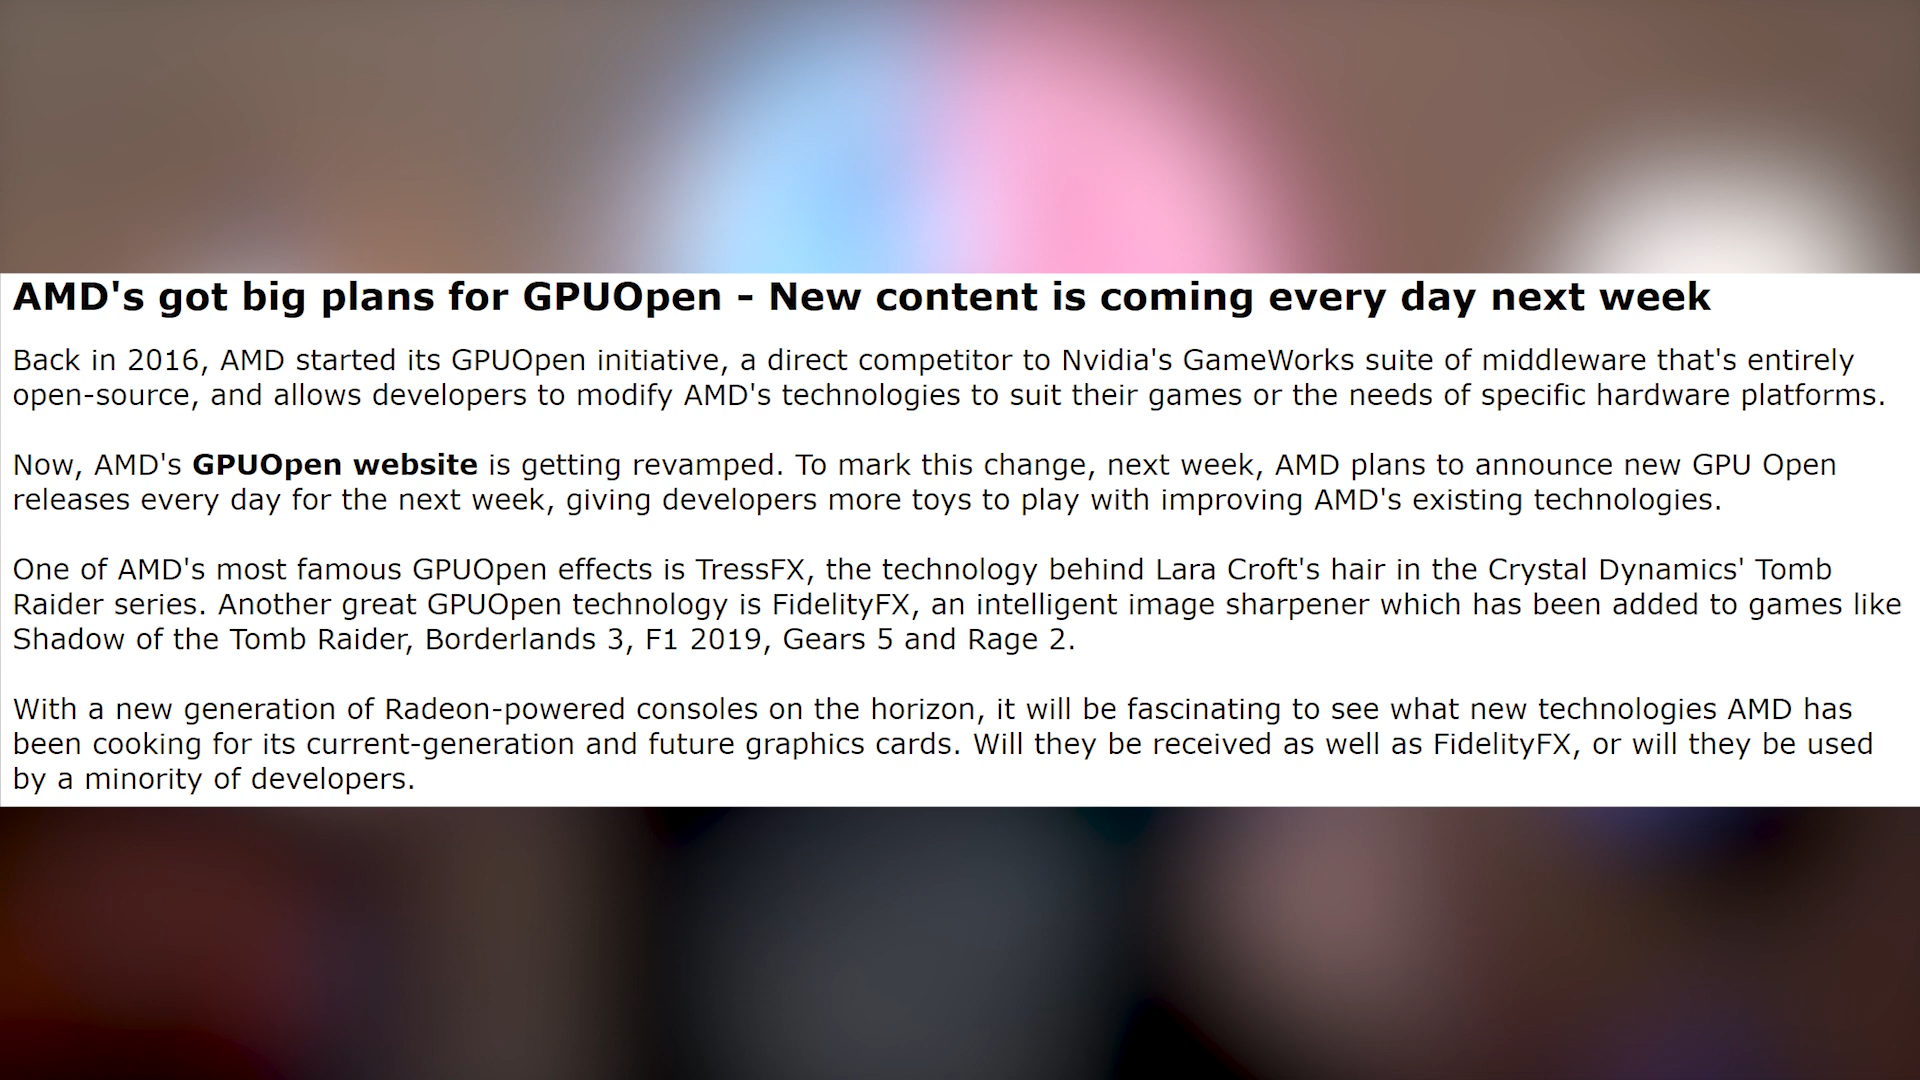 AMD's got big plans for GPUOpen - New content is coming every day next week
Back in 2016, AMD started its GPUOpen initiative, a direct competitor to Nvidia's GameWorks suite of middleware that's entirely
open-source, and allows developers to modify AMD's technologies to suit their games or the needs of specific hardware platforms.
Now, AMD's GPUOpen website is getting revamped. To mark this change, next week, AMD plans to announce new GPU Open
releases every day for the next week, giving developers more toys to play with improving AMD's existing technologies.
One of AMD's most famous GPUOpen effects is TressFX, the technology behind Lara Croft's hair in the Crystal Dynamics' Tomb
Raider series. Another great GPUOpen technology is FidelityFX, an intelligent image sharpener which has been added to games like
Shadow of the Tomb Raider, Borderlands 3, F1 2019, Gears 5 and Rage 2.
With a new generation of Radeon-powered consoles on the horizon, it will be fascinating to see what new technologies AMD has
been cooking for its current-generation and future graphics cards. Will they be received as well as FidelityFX, or will they be used
by a minority of developers.